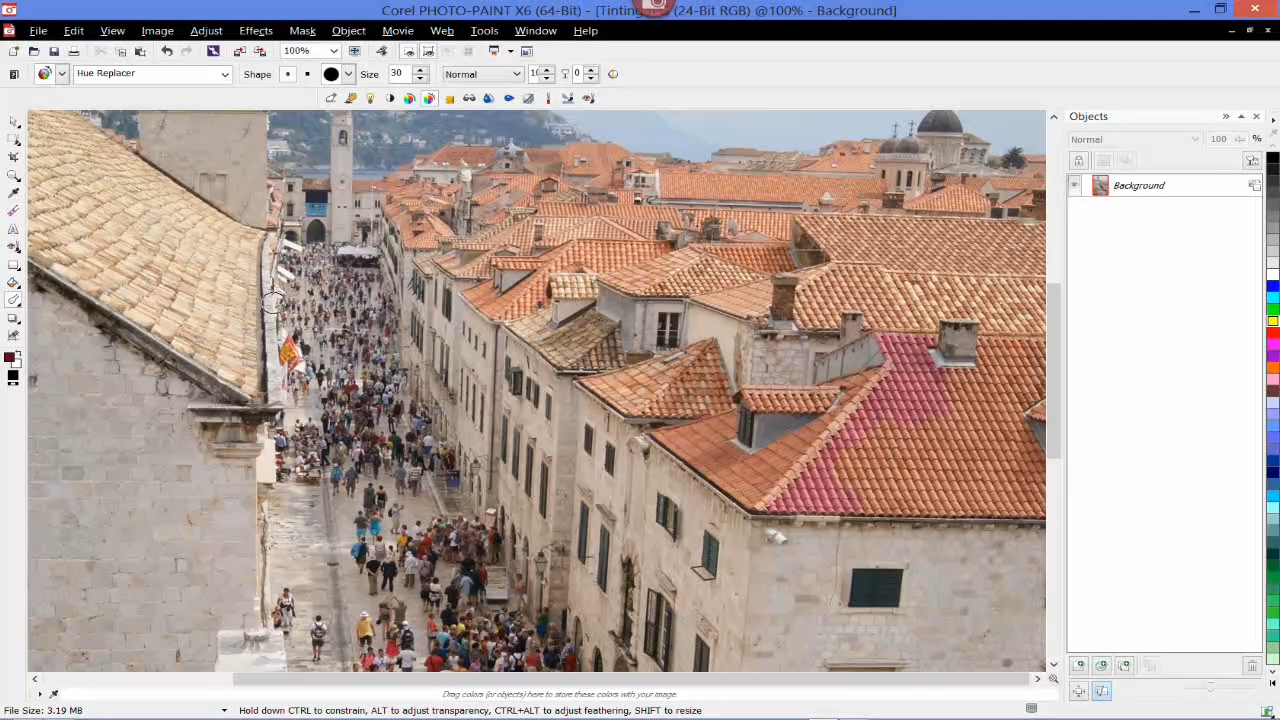 Corel PHOTO-PAINT X6 (64-Bit) - [Tinting (24-Bit RGB) @100% - Background]
File Edit View Image Adjust Effects Mask Object Movie Web Tools Window Help
100%
Hue Replacer Shape Size 30 Normal 0
Objects
Normal 100 %
Background
Drag colors (or objects) here to store these colors with your image
File Size: 3.19 MB Hold down CTRL to constrain, ALT to adjust transparency, CTRL+ALT to adjust feathering, SHIFT to resize